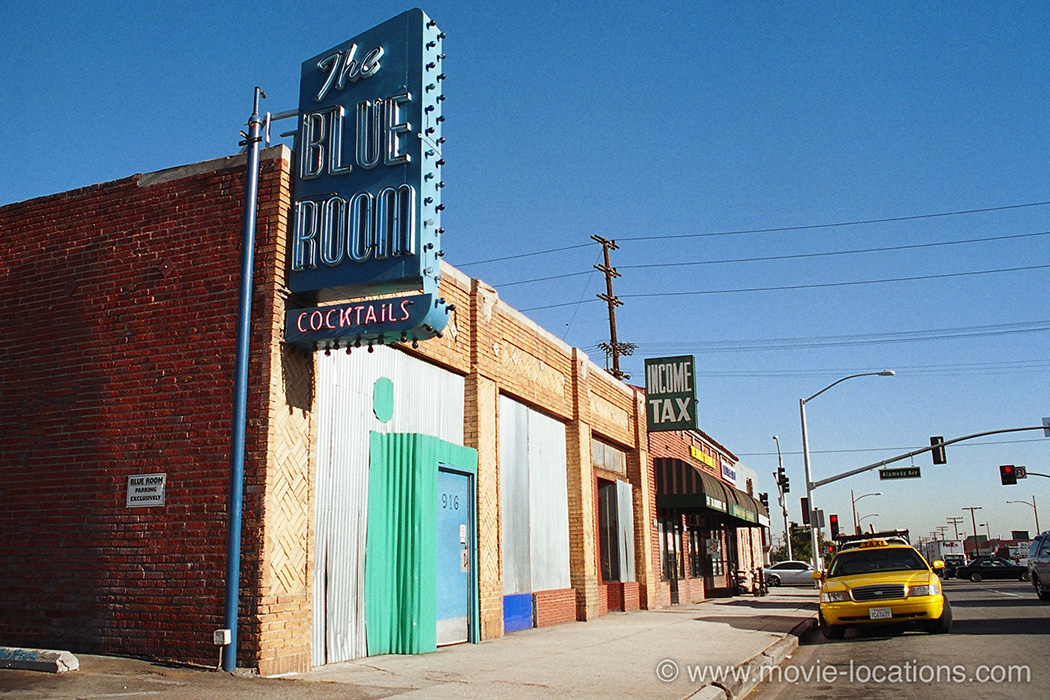 The
BLUE
ROOM
COCKTAiLS
INCOME
TAX
916
BLUE ROOM
PARKING
EXCLUSIVELY
Alameda Ave
© www.movie-locations.com